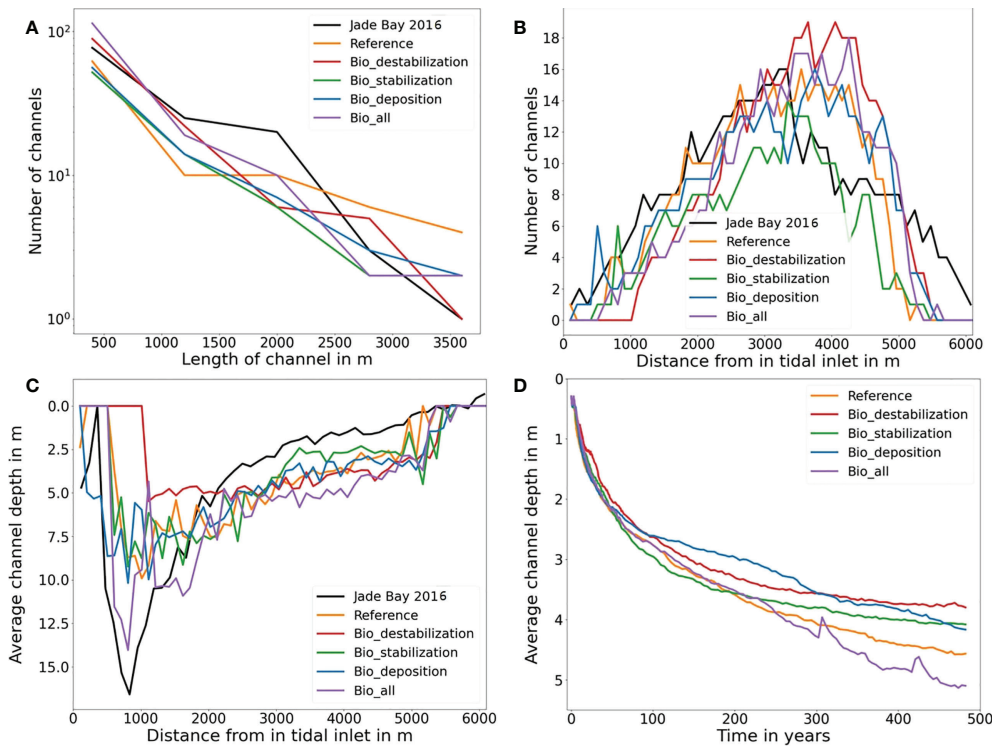 A
Number of channels
10²
10¹
10⁰
500 1000 1500 2000 2500 3000 3500
Length of channel in m
Jade Bay 2016
Reference
Bio_destabilization
Bio_stabilization
Bio_deposition
Bio_all
B
Number of channels
18
16
14
12
10
8
6
4
2
0
0 1000 2000 3000 4000 5000 6000
Distance from in tidal inlet in m
Jade Bay 2016
Reference
Bio_destabilization
Bio_stabilization
Bio_deposition
Bio_all
C
Average channel depth in m
0.0
2.5
5.0
7.5
10.0
12.5
15.0
0 1000 2000 3000 4000 5000 6000
Distance from in tidal inlet in m
Jade Bay 2016
Reference
Bio_destabilization
Bio_stabilization
Bio_deposition
Bio_all
D
Average channel depth in m
0
1
2
3
4
5
0 100 200 300 400 500
Time in years
Reference
Bio_destabilization
Bio_stabilization
Bio_deposition
Bio_all